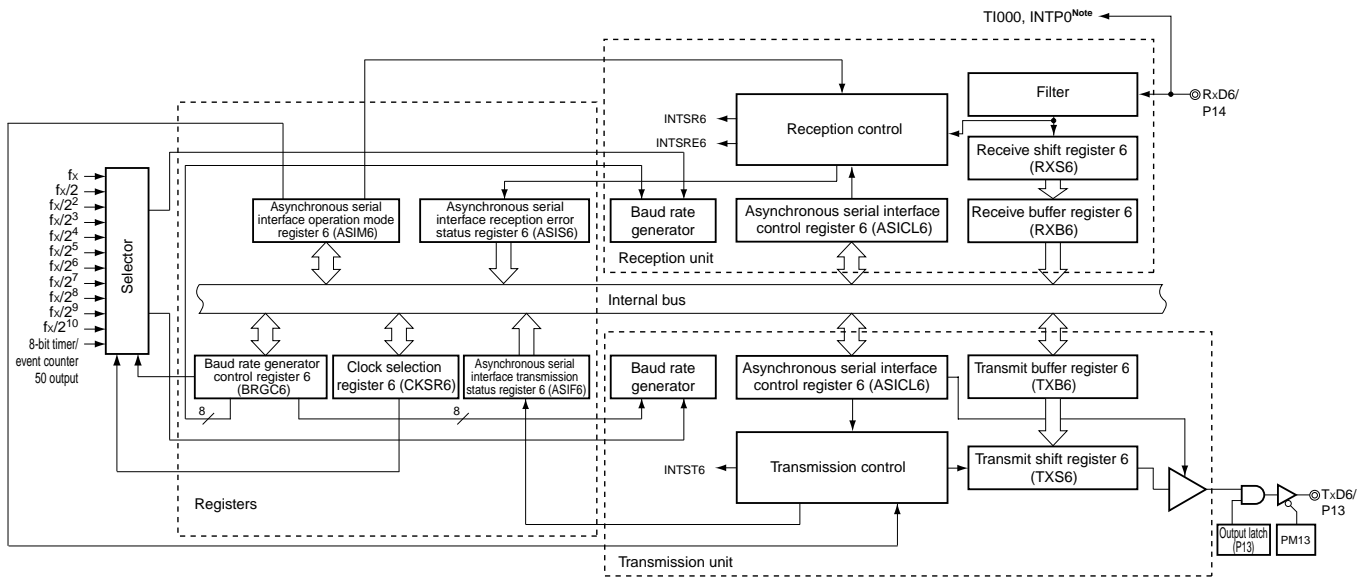 TI000, INTP0Note
Filter
RxD6/
P14
INTSR6
INTSRE6
Reception control
Receive shift register 6
(RXS6)
fx
fx/2
fx/2²
fx/2³
fx/2⁴
fx/2⁵
fx/2⁶
fx/2⁷
fx/2⁸
fx/2⁹
fx/2¹⁰
8-bit timer/
event counter
50 output
Selector
Asynchronous serial
interface operation mode
register 6 (ASIM6)
Asynchronous serial
interface reception error
status register 6 (ASIS6)
Baud rate
generator
Asynchronous serial interface
control register 6 (ASICL6)
Receive buffer register 6
(RXB6)
Reception unit
Internal bus
Baud rate generator
control register 6
(BRGC6)
Clock selection
register 6 (CKSR6)
Asynchronous serial
interface transmission
status register 6 (ASIF6)
Baud rate
generator
Asynchronous serial interface
control register 6 (ASICL6)
Transmit buffer register 6
(TXB6)
8
8
INTST6
Transmission control
Transmit shift register 6
(TXS6)
Registers
TxD6/
P13
Output latch
(P13)
PM13
Transmission unit